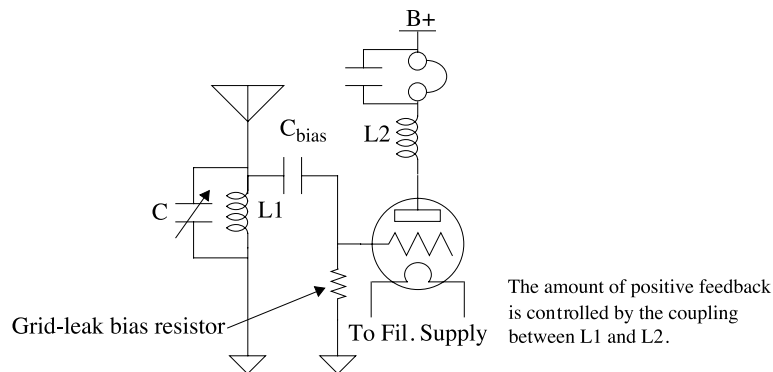 B+
L2
C_bias
C
L1
Grid-leak bias resistor
To Fil. Supply
The amount of positive feedback
is controlled by the coupling
between L1 and L2.